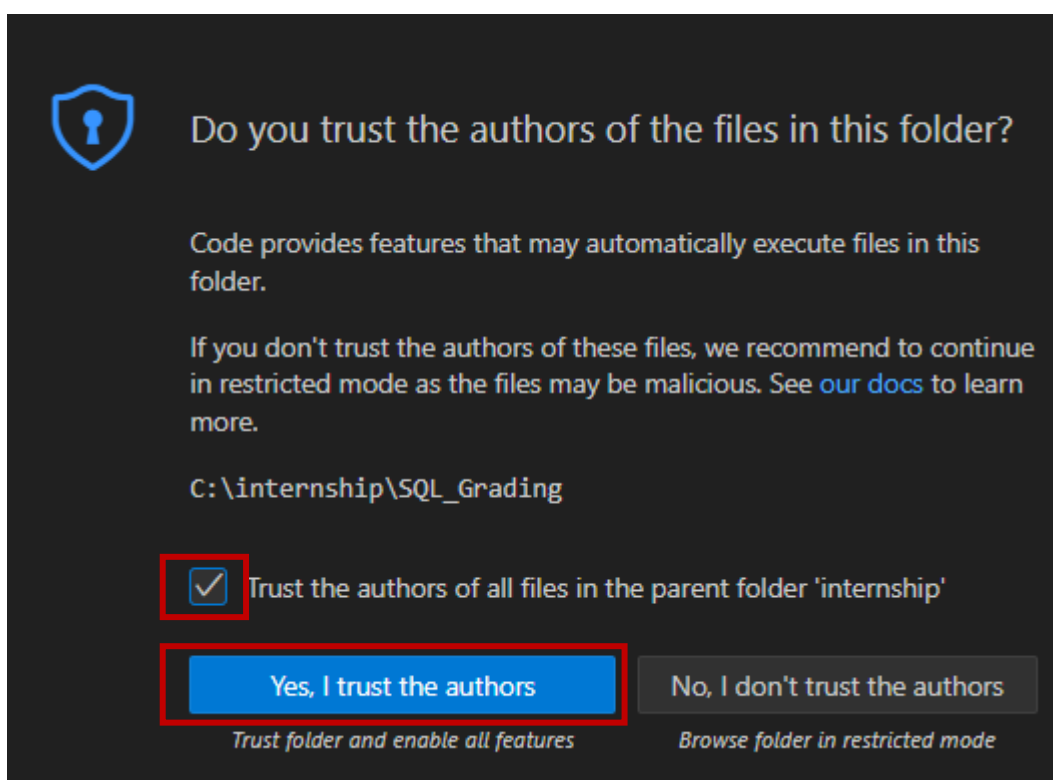 Do you trust the authors of the files in this folder?
Code provides features that may automatically execute files in this
folder.
If you don't trust the authors of these files, we recommend to continue
in restricted mode as the files may be malicious. See our docs to learn
more.
C:\internship\SQL_Grading
Trust the authors of all files in the parent folder 'internship'
Yes, I trust the authors
No, I don't trust the authors
Trust folder and enable all features
Browse folder in restricted mode